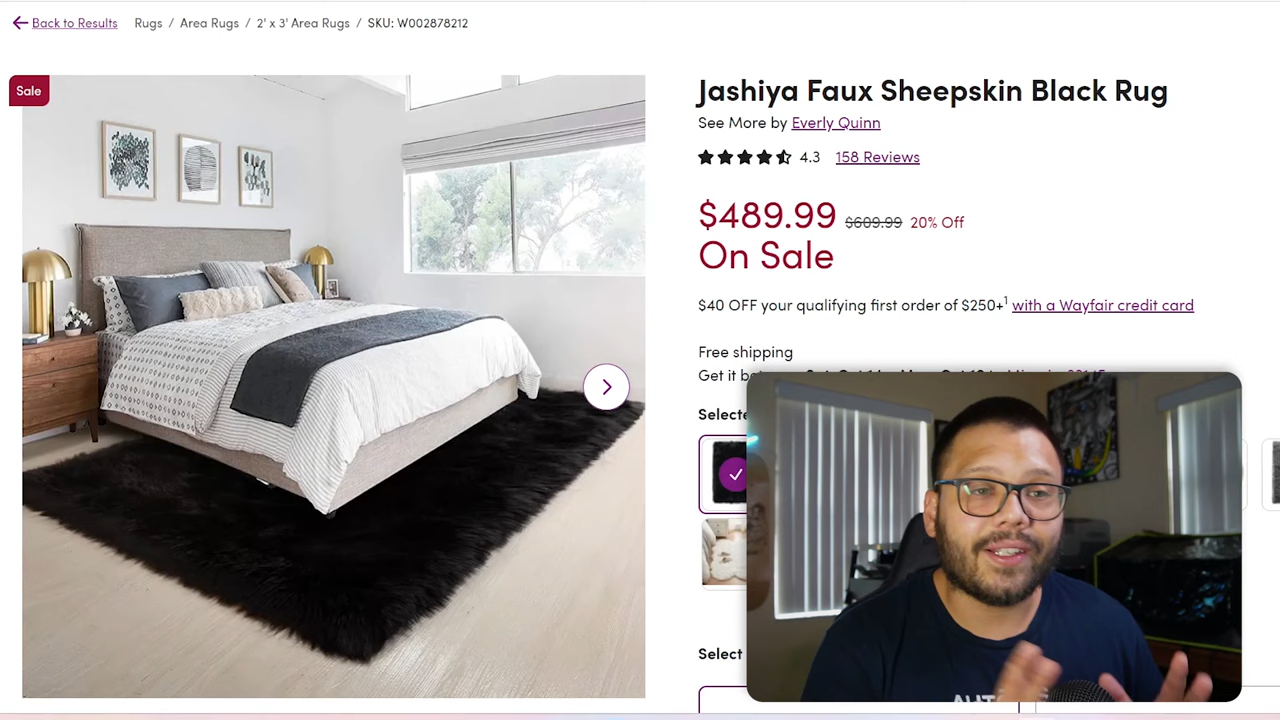 Back to Results Rugs / Area Rugs / 2' x 3' Area Rugs / SKU: W002878212
Sale
Jashiya Faux Sheepskin Black Rug
See More by Everly Quinn
4.3 158 Reviews
$489.99 $609.99 20% Off
On Sale
$40 OFF your qualifying first order of $250+1 with a Wayfair credit card
Free shipping
Get it
Select